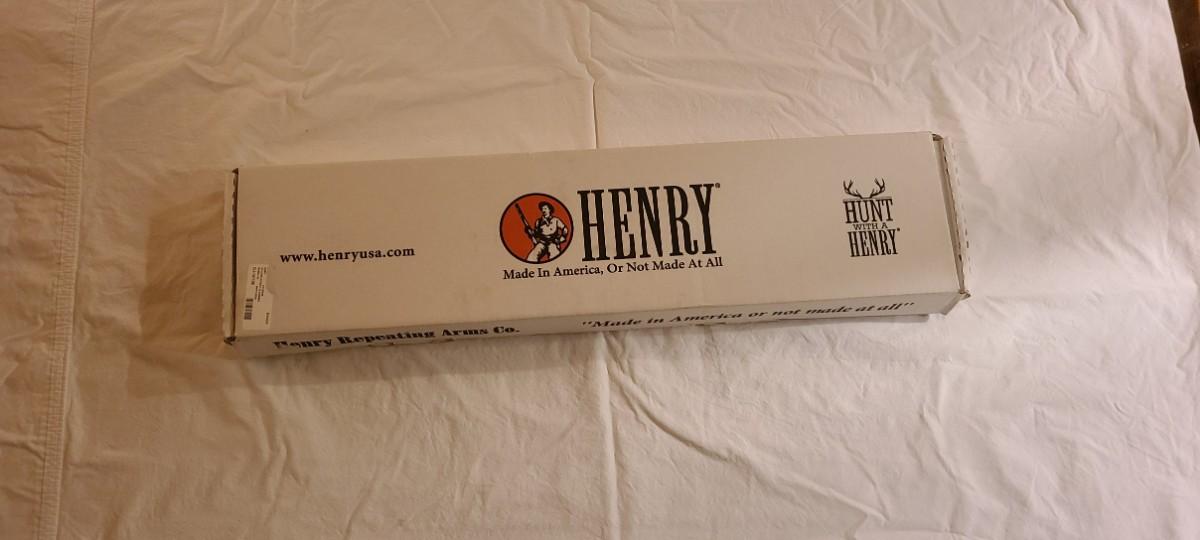 www.henryusa.com
HENRY®
Made In America, Or Not Made At All
HUNT
WITH A
HENRY®
Henry Repeating Arms Co.
"Made in America or not made at all"